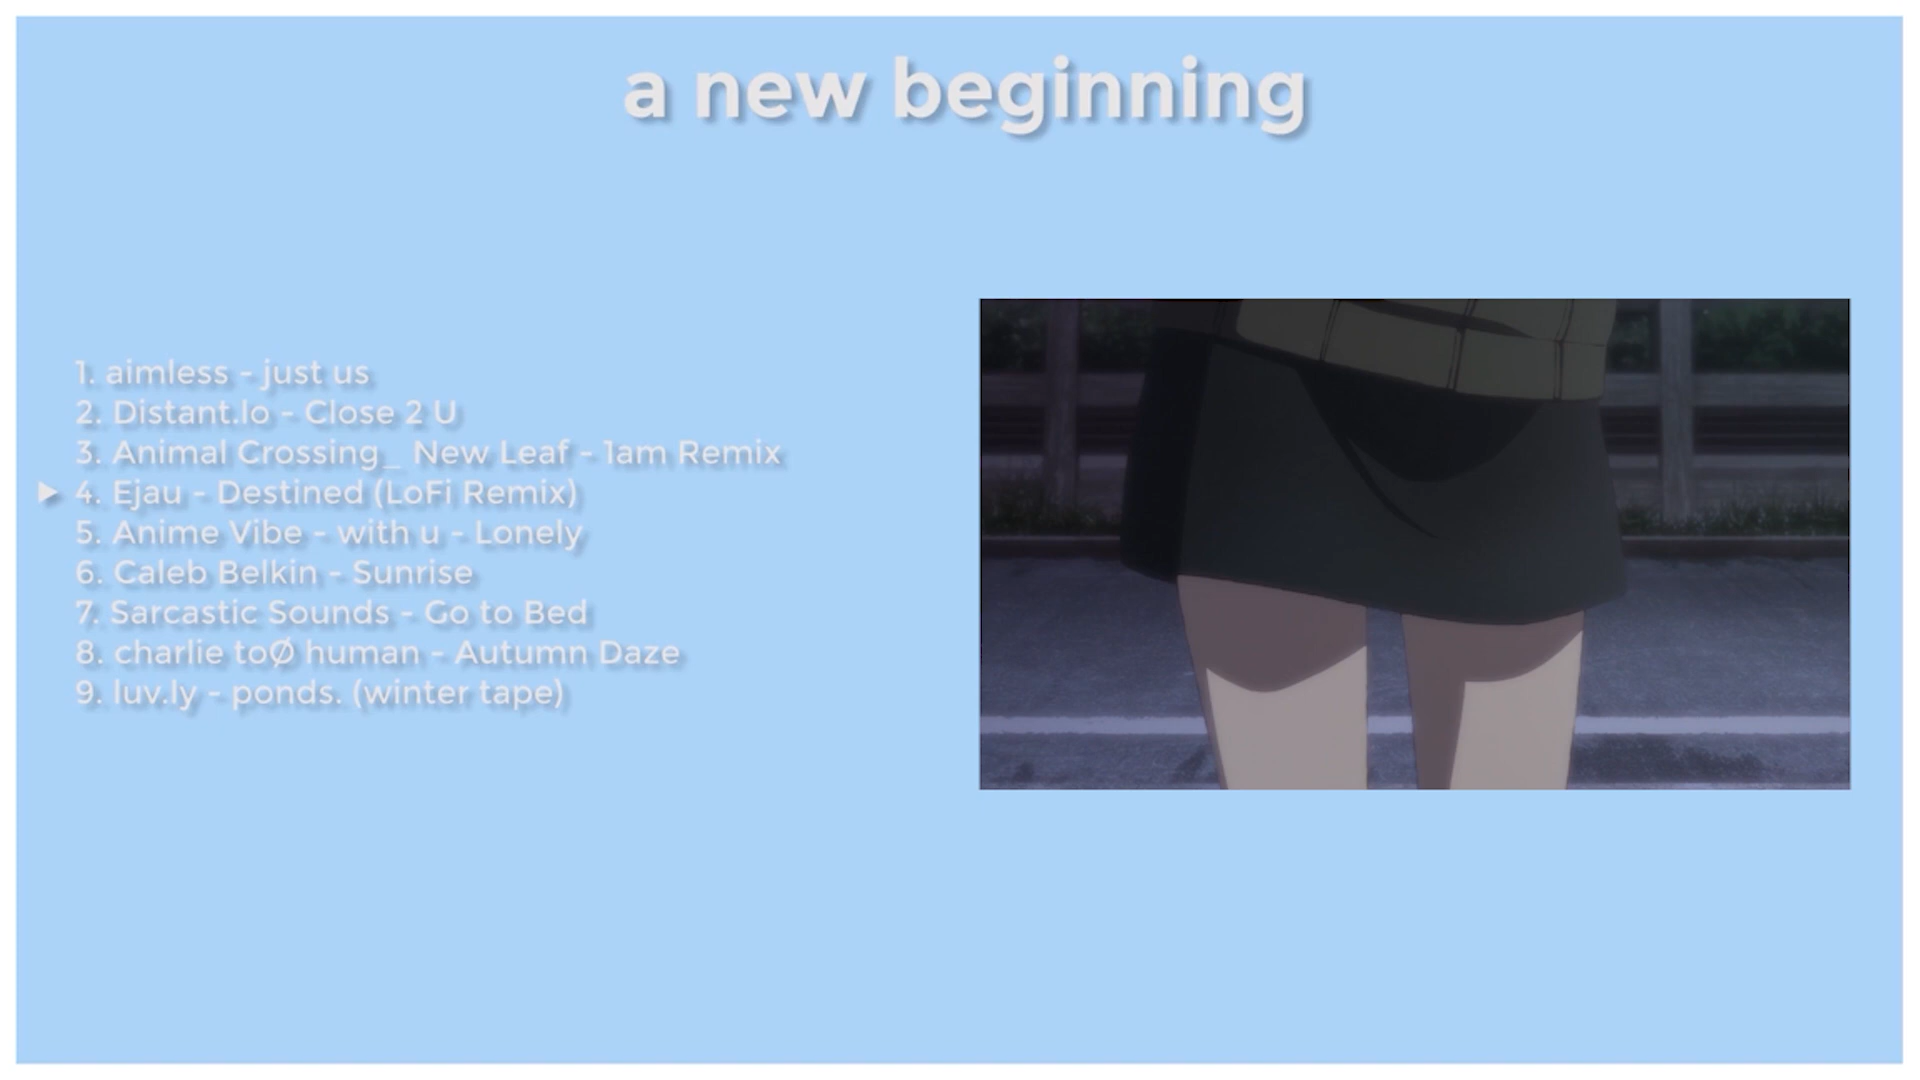 a new beginning
1. aimless - just us
2. Distant.lo - Close 2 U
3. Animal Crossing_ New Leaf - 1am Remix
4. Ejau - Destined (LoFi Remix)
5. Anime Vibe - with u - Lonely
6. Caleb Belkin - Sunrise
7. Sarcastic Sounds - Go to Bed
8. charlie toØ human - Autumn Daze
9. luv.ly - ponds. (winter tape)